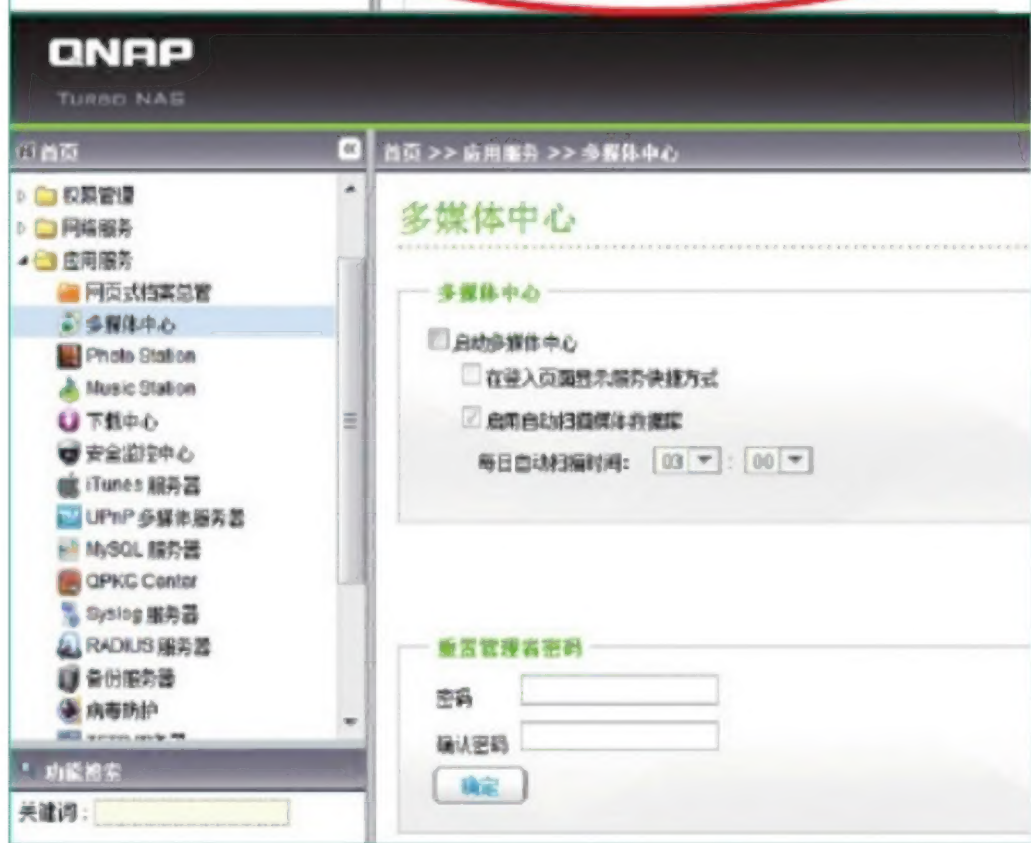 QNAP
TURBO NAS
首页
首页 >> 应用服务 >> 多媒体中心
权限管理
网络服务
应用服务
网页式档案总管
多媒体中心
Photo Station
Music Station
下载中心
安全监控中心
iTunes 服务器
UPnP 多媒体服务器
MySQL 服务器
QPKG Center
Syslog 服务器
RADIUS 服务器
备份服务器
病毒防护
功能搜索
关键词:
多媒体中心
多媒体中心
启动多媒体中心
在登入页面显示服务快捷方式
启用自动扫描媒体数据库
每日自动扫描时间: 03 : 00
重置管理者密码
密码
确认密码
确定